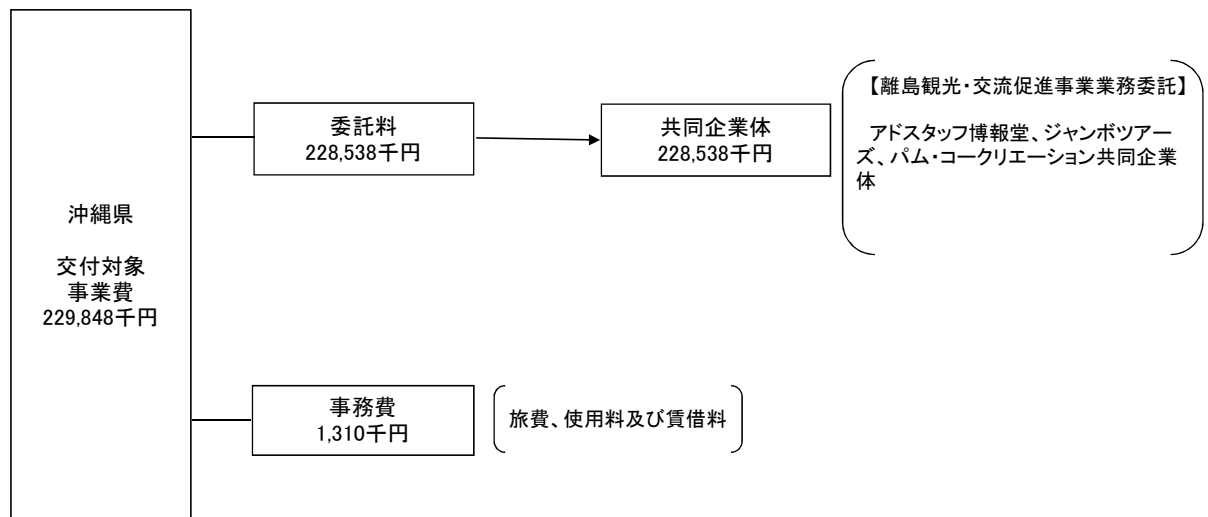 沖縄県
交付対象
事業費
229,848千円
委託料
228,538千円
共同企業体
228,538千円
【離島観光・交流促進事業業務委託】
アドスタッフ博報堂、ジャンボツアー
ズ、パム・コークリエーション共同企業
体
事務費
1,310千円
旅費、使用料及び賃借料